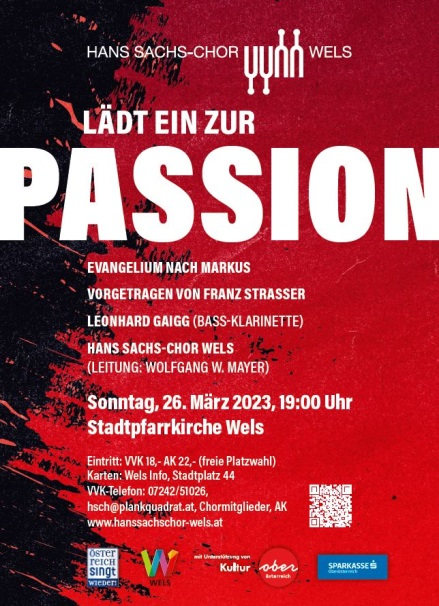 HANS SACHS-CHOR WELS
LÄDT EIN ZUR
PASSION
EVANGELIUM NACH MARKUS
VORGETRAGEN VON FRANZ STRASSER
LEONHARD GAIGG (BASS-KLARINETTE)
HANS SACHS-CHOR WELS
(LEITUNG: WOLFGANG W. MAYER)
Sonntag, 26. März 2023, 19:00 Uhr
Stadtpfarrkirche Wels
Eintritt: VVK 18,- AK 22,- (freie Platzwahl)
Karten: Wels Info, Stadtplatz 44
VVK-Telefon: 07242/51026,
hsch@plankquadrat.at, Chormitglieder, AK
www.hanssachschor-wels.at
ÖSTER
REICH
SINGT
WIEDER!
WELS
mit Unterstützung von
Kultur
ober
österreich
SPARKASSE
Oberösterreich